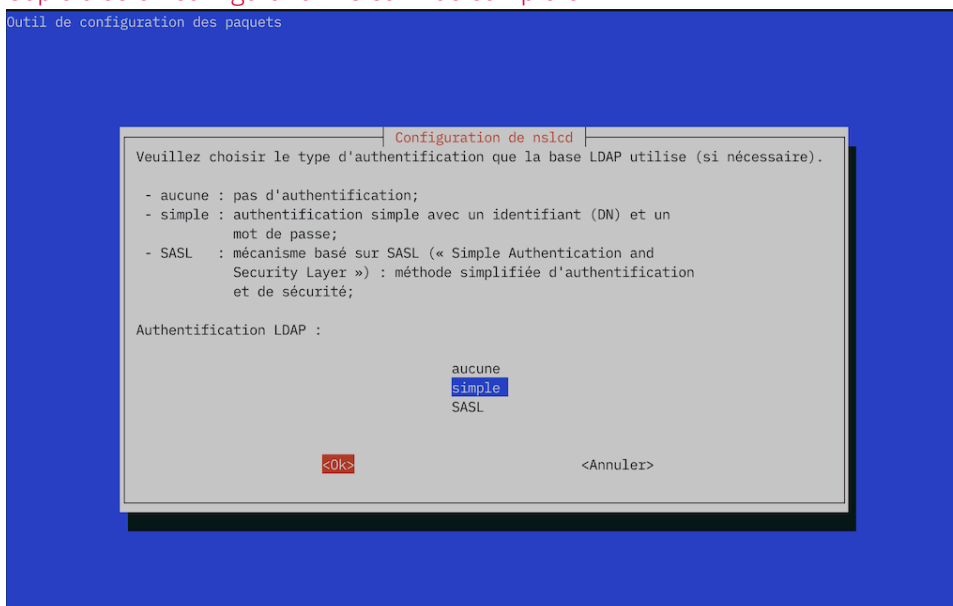 Outil de configuration des paquets
Configuration de nslcd
Veuillez choisir le type d'authentification que la base LDAP utilise (si nécessaire).
- aucune : pas d'authentification;
- simple : authentification simple avec un identifiant (DN) et un
mot de passe;
- SASL : mécanisme basé sur SASL (« Simple Authentication and
Security Layer ») : méthode simplifiée d'authentification
et de sécurité;
Authentification LDAP :
aucune
simple
SASL
<Ok> <Annuler>